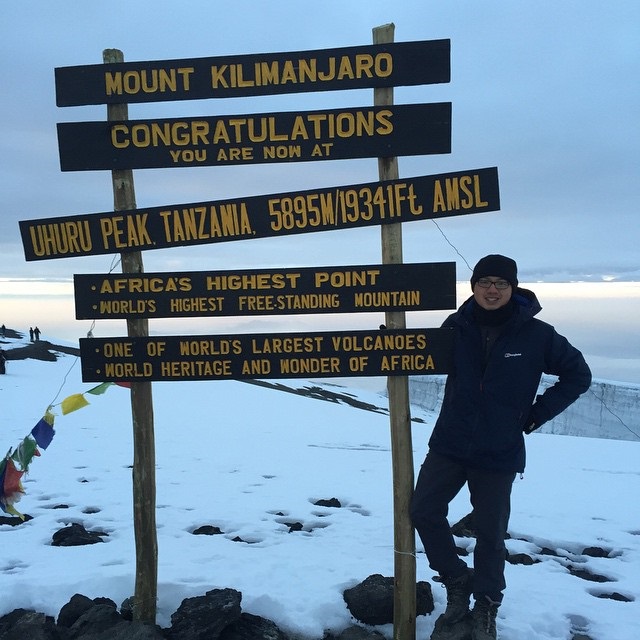 MOUNT KILIMANJARO
CONGRATULATIONS
YOU ARE NOW AT
UHURU PEAK, TANZANIA, 5895M/19341Ft AMSL
• AFRICA'S HIGHEST POINT
• WORLD'S HIGHEST FREE-STANDING MOUNTAIN
• ONE OF WORLD'S LARGEST VOLCANOES
• WORLD HERITAGE AND WONDER OF AFRICA